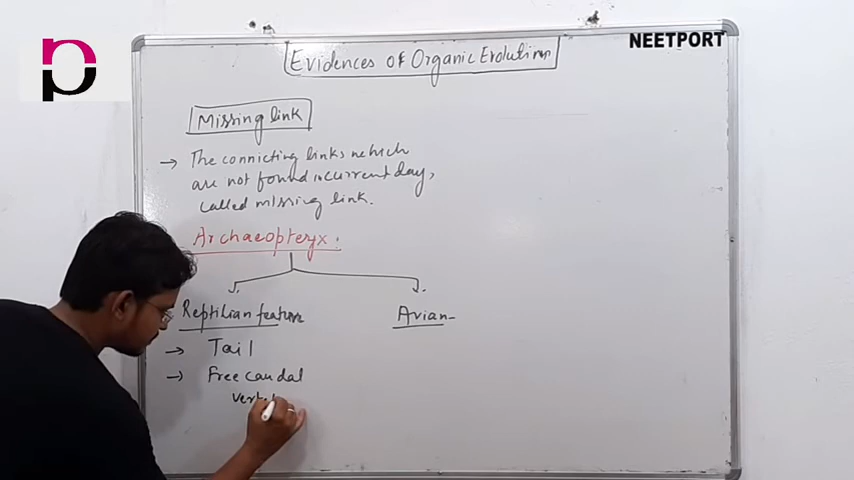 NEETPORT
Evidences of Organic Evolution
Missing link
→ The connicting links which
are not found in current day,
called missing link.
Archaeopteryx :
Reptilian feature
Avian-
→ Tail
→ Free caudal